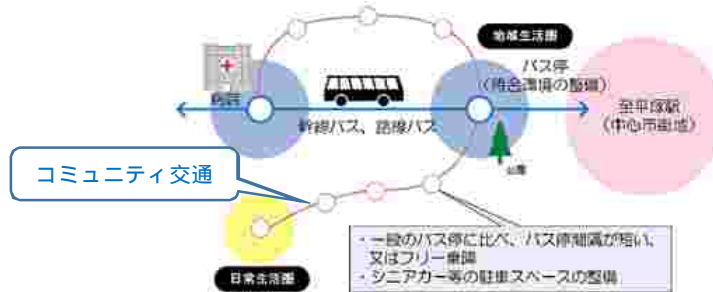 地域生活圏
バス停
（待合環境の整備）
病院
至平塚駅
（中心市街地）
幹線バス、路線バス
公園
コミュニティ交通
・一般のバス停に比べ、バス停間隔が短い、
又はフリー乗降
・シニアカー等の駐車スペースの整備
日常生活圏